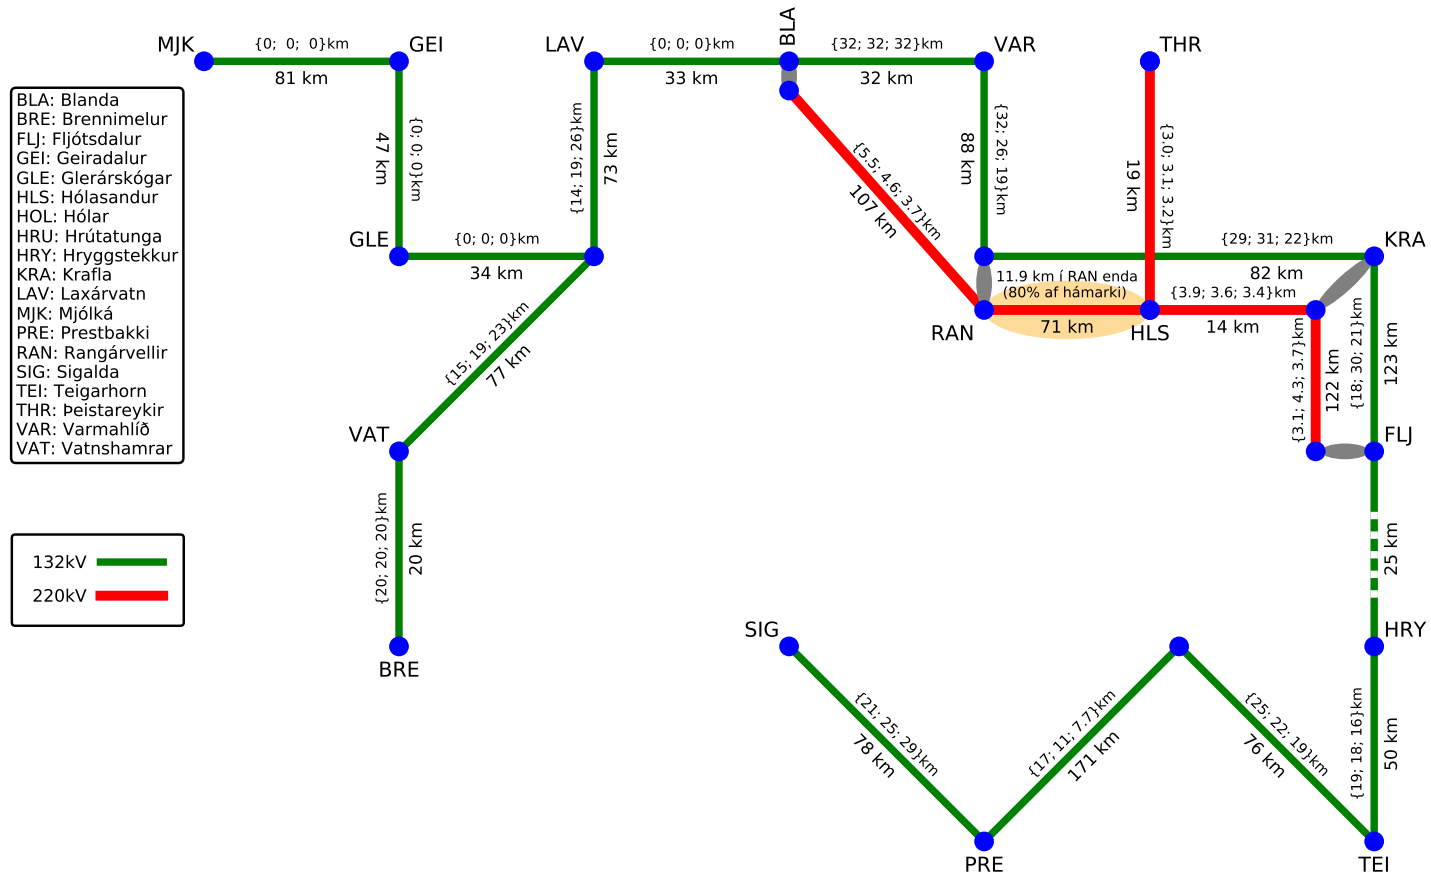 MJK
{0;  0;  0}km
81 km
GEI
LAV
{0; 0; 0}km
33 km
BLA
{32; 32; 32}km
32 km
VAR
THR
BLA: Blanda
BRE: Brennimelur
FLJ: Fljótsdalur
GEI: Geiradalur
GLE: Glerárskógar
HLS: Hólasandur
HOL: Hólar
HRU: Hrútatunga
HRY: Hryggstekkur
KRA: Krafla
LAV: Laxárvatn
MJK: Mjólká
PRE: Prestbakki
RAN: Rangárvellir
SIG: Sigalda
TEI: Teigarhorn
THR: Þeistareykir
VAR: Varmahlíð
VAT: Vatnshamrar
47 km
{0; 0; 0}km
{14; 19; 26}km
73 km
{5.5; 4.6; 3.7}km
107 km
88 km
{32; 26; 19}km
19 km
{3.0; 3.1; 3.2}km
GLE
{0; 0; 0}km
34 km
{29; 31; 22}km
82 km
KRA
11.9 km í RAN enda
(80% af hámarki)
71 km
RAN
HLS
{3.9; 3.6; 3.4}km
14 km
{3.1; 4.3; 3.7}km
122 km
{18; 30; 21}km
123 km
{15; 19; 23}km
77 km
VAT
FLJ
{20; 20; 20}km
20 km
25 km
132kV
220kV
BRE
SIG
HRY
{21; 25; 29}km
78 km
{17; 11; 7.7}km
171 km
{25; 22; 19}km
76 km
{19; 18; 16}km
50 km
PRE
TEI